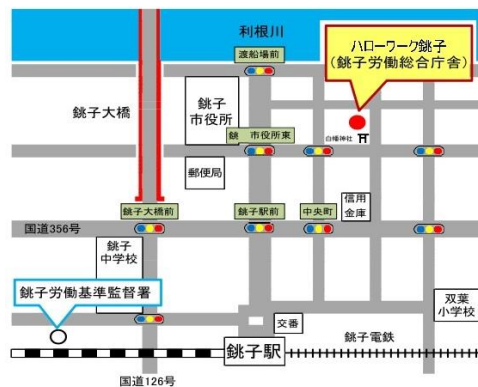 利根川
渡船場前
ハローワーク銚子
(銚子労働総合庁舎)
銚子大橋
銚子
市役所
白幡神社
銚 市役所東
郵便局
信用
金庫
銚子大橋前
銚子駅前
中央町
国道356号
銚子
中学校
銚子労働基準監督署
双葉
小学校
交番
銚子電鉄
銚子駅
国道126号